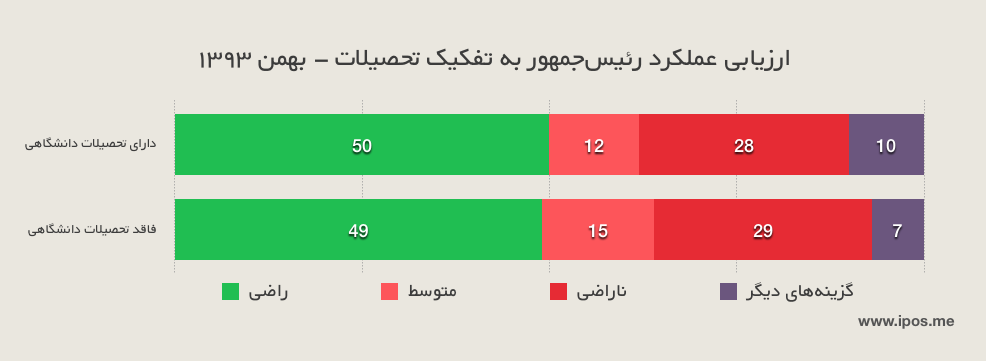 ارزیابی عملکرد رئیس‌جمهور به تفکیک تحصیلات – بهمن ۱۳۹۳
دارای تحصیلات دانشگاهی
50 12 28 10
فاقد تحصیلات دانشگاهی
49 15 29 7
راضی
متوسط
ناراضی
گزینه‌های دیگر
www.ipos.me